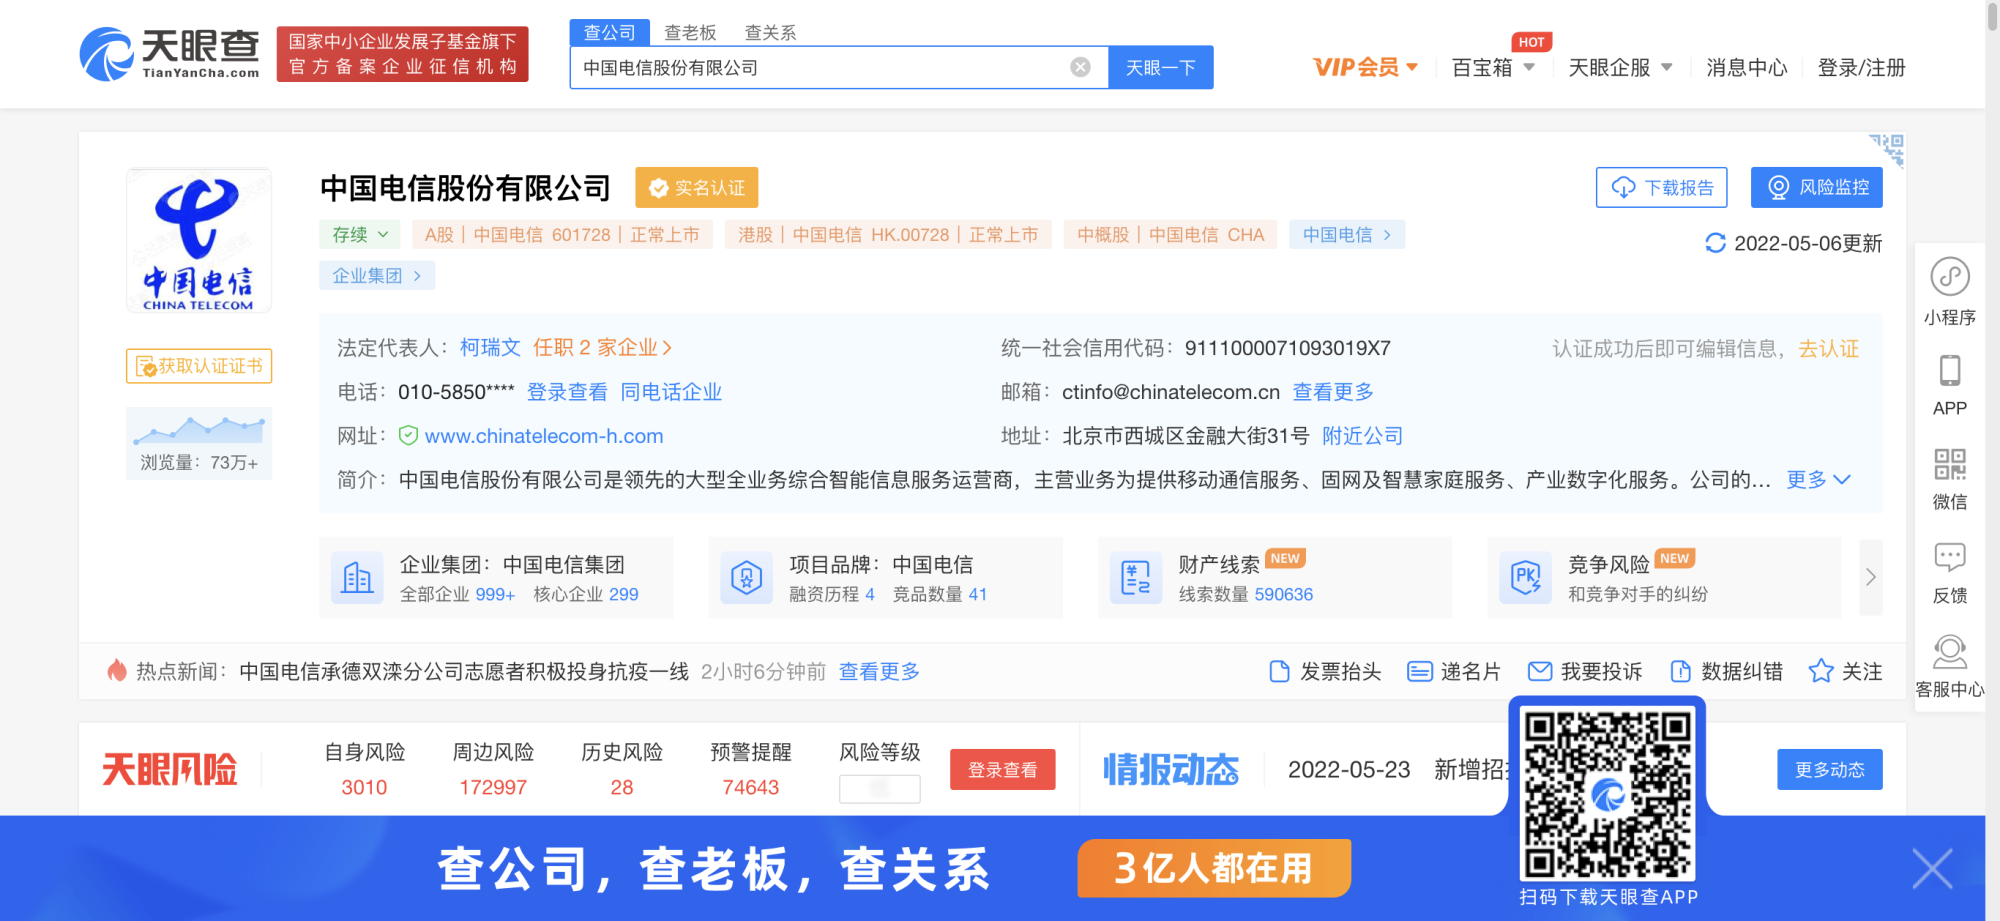 天眼查
TianYanCha.com
国家中小企业发展子基金旗下
官方备案企业征信机构
查公司 查老板 查关系
中国电信股份有限公司
天眼一下
VIP会员
百宝箱
HOT
天眼企服
消息中心
登录/注册
中国电信
CHINA TELECOM
中国电信股份有限公司
实名认证
下载报告
风险监控
存续
A股 | 中国电信 601728 | 正常上市
港股 | 中国电信 HK.00728 | 正常上市
中概股 | 中国电信 CHA
中国电信 >
2022-05-06更新
企业集团 >
获取认证证书
浏览量：73万+
法定代表人：柯瑞文 任职 2 家企业>
统一社会信用代码：9111000071093019X7
认证成功后即可编辑信息，去认证
电话：010-5850**** 登录查看 同电话企业
邮箱：ctinfo@chinatelecom.cn 查看更多
网址：www.chinatelecom-h.com
地址：北京市西城区金融大街31号 附近公司
简介：中国电信股份有限公司是领先的大型全业务综合智能信息服务运营商，主营业务为提供移动通信服务、固网及智慧家庭服务、产业数字化服务。公司的... 更多
企业集团：中国电信集团
全部企业 999+ 核心企业 299
项目品牌：中国电信
融资历程 4 竞品数量 41
财产线索 NEW
线索数量 590636
PK
竞争风险 NEW
和竞争对手的纠纷
小程序
APP
微信
反馈
客服中心
热点新闻：中国电信承德双滦分公司志愿者积极投身抗疫一线 2小时6分钟前 查看更多
发票抬头
递名片
我要投诉
数据纠错
关注
天眼风险
自身风险 周边风险 历史风险 预警提醒 风险等级
3010 172997 28 74643
登录查看
情报动态
2022-05-23 新增招
更多动态
查公司，查老板，查关系
3亿人都在用
扫码下载天眼查APP